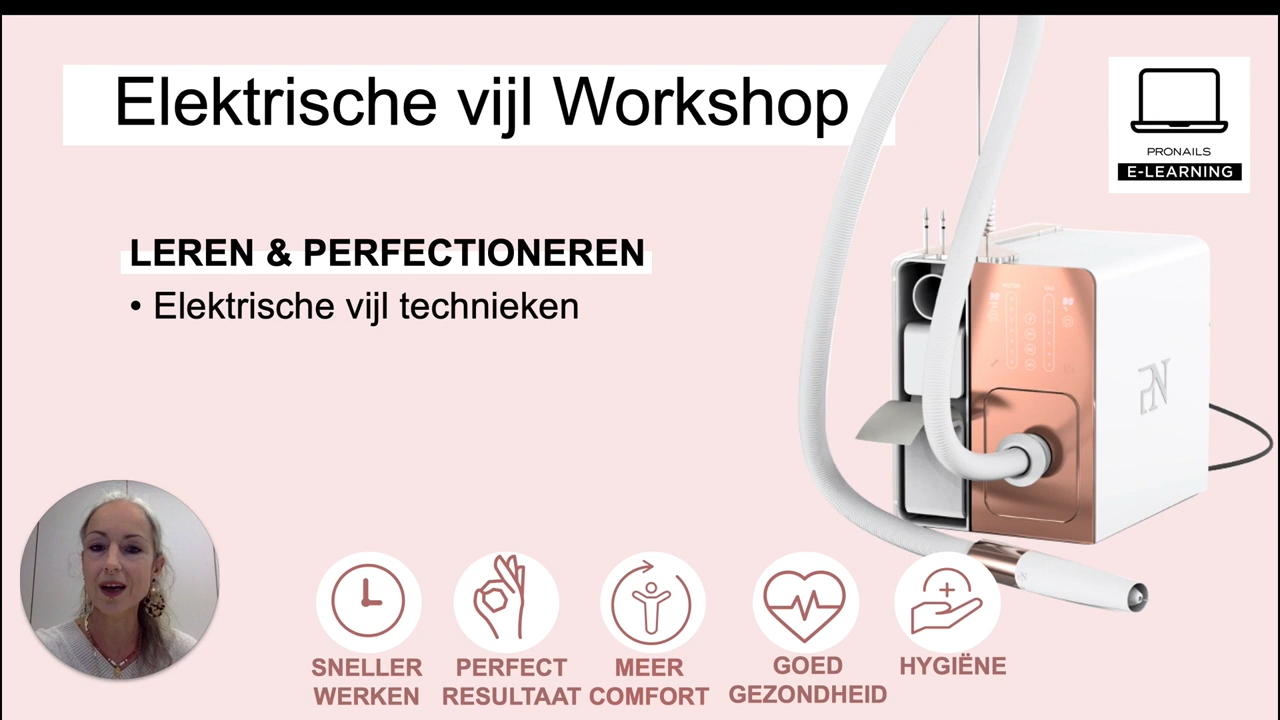 Elektrische vijl Workshop
PRONAILS
E-LEARNING
LEREN & PERFECTIONEREN
• Elektrische vijl technieken
PN
SNELLER
WERKEN
PERFECT
RESULTAAT
MEER
COMFORT
GOED
GEZONDHEID
HYGIËNE